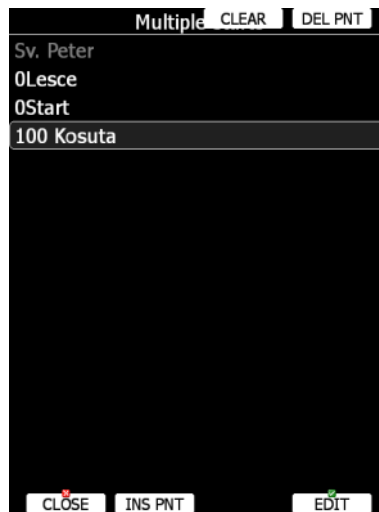 Multiple
CLEAR
DEL PNT
Sv. Peter
0Lesce
0Start
100 Kosuta
CLOSE
INS PNT
EDIT